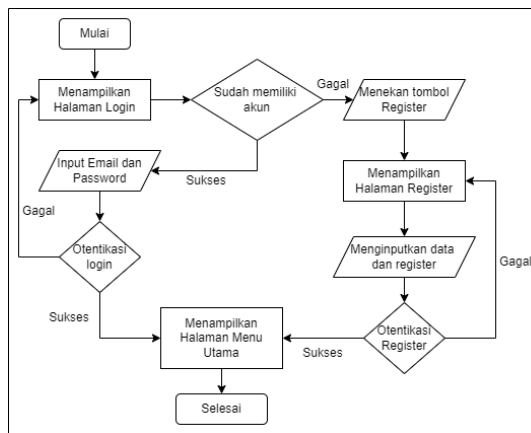 Mulai
Menampilkan
Halaman Login
Sudah memiliki
akun
Gagal
Menekan tombol
Register
Input Email dan
Password
Sukses
Menampilkan
Halaman Register
Gagal
Otentikasi
login
Menginputkan data
dan register
Gagal
Sukses
Menampilkan
Halaman Menu
Utama
Sukses
Otentikasi
Register
Selesai